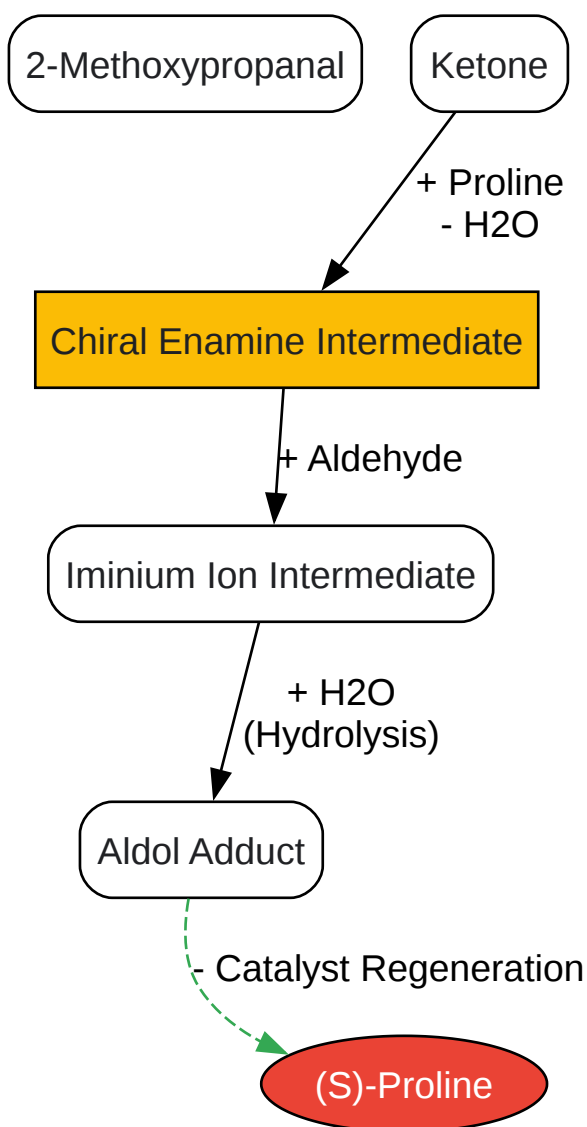 2-Methoxypropanal
Ketone
+ Proline
- H2O
Chiral Enamine Intermediate
+ Aldehyde
Iminium Ion Intermediate
+ H2O
(Hydrolysis)
Aldol Adduct
- Catalyst Regeneration
(S)-Proline